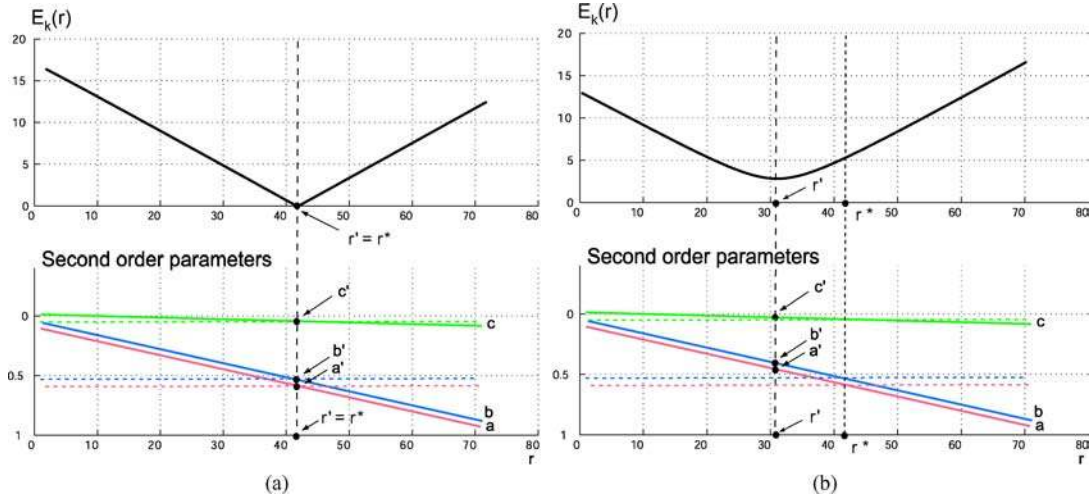 E_k(r)
20
15
10
5
0
0 10 20 30 40 50 60 70 80
r' = r*
Second order parameters
0
0.5
1
c'
b'
a'
c
b
a
r' = r*
0 10 20 30 40 50 60 70 80
r
(a)
E_k(r)
20
15
10
5
0
0 10 20 30 40 50 60 70 80
r'
r*
Second order parameters
0
0.5
1
c'
b'
a'
c
b
a
r'
0 10 20 30 40 50 60 70 80
r*
r
(b)